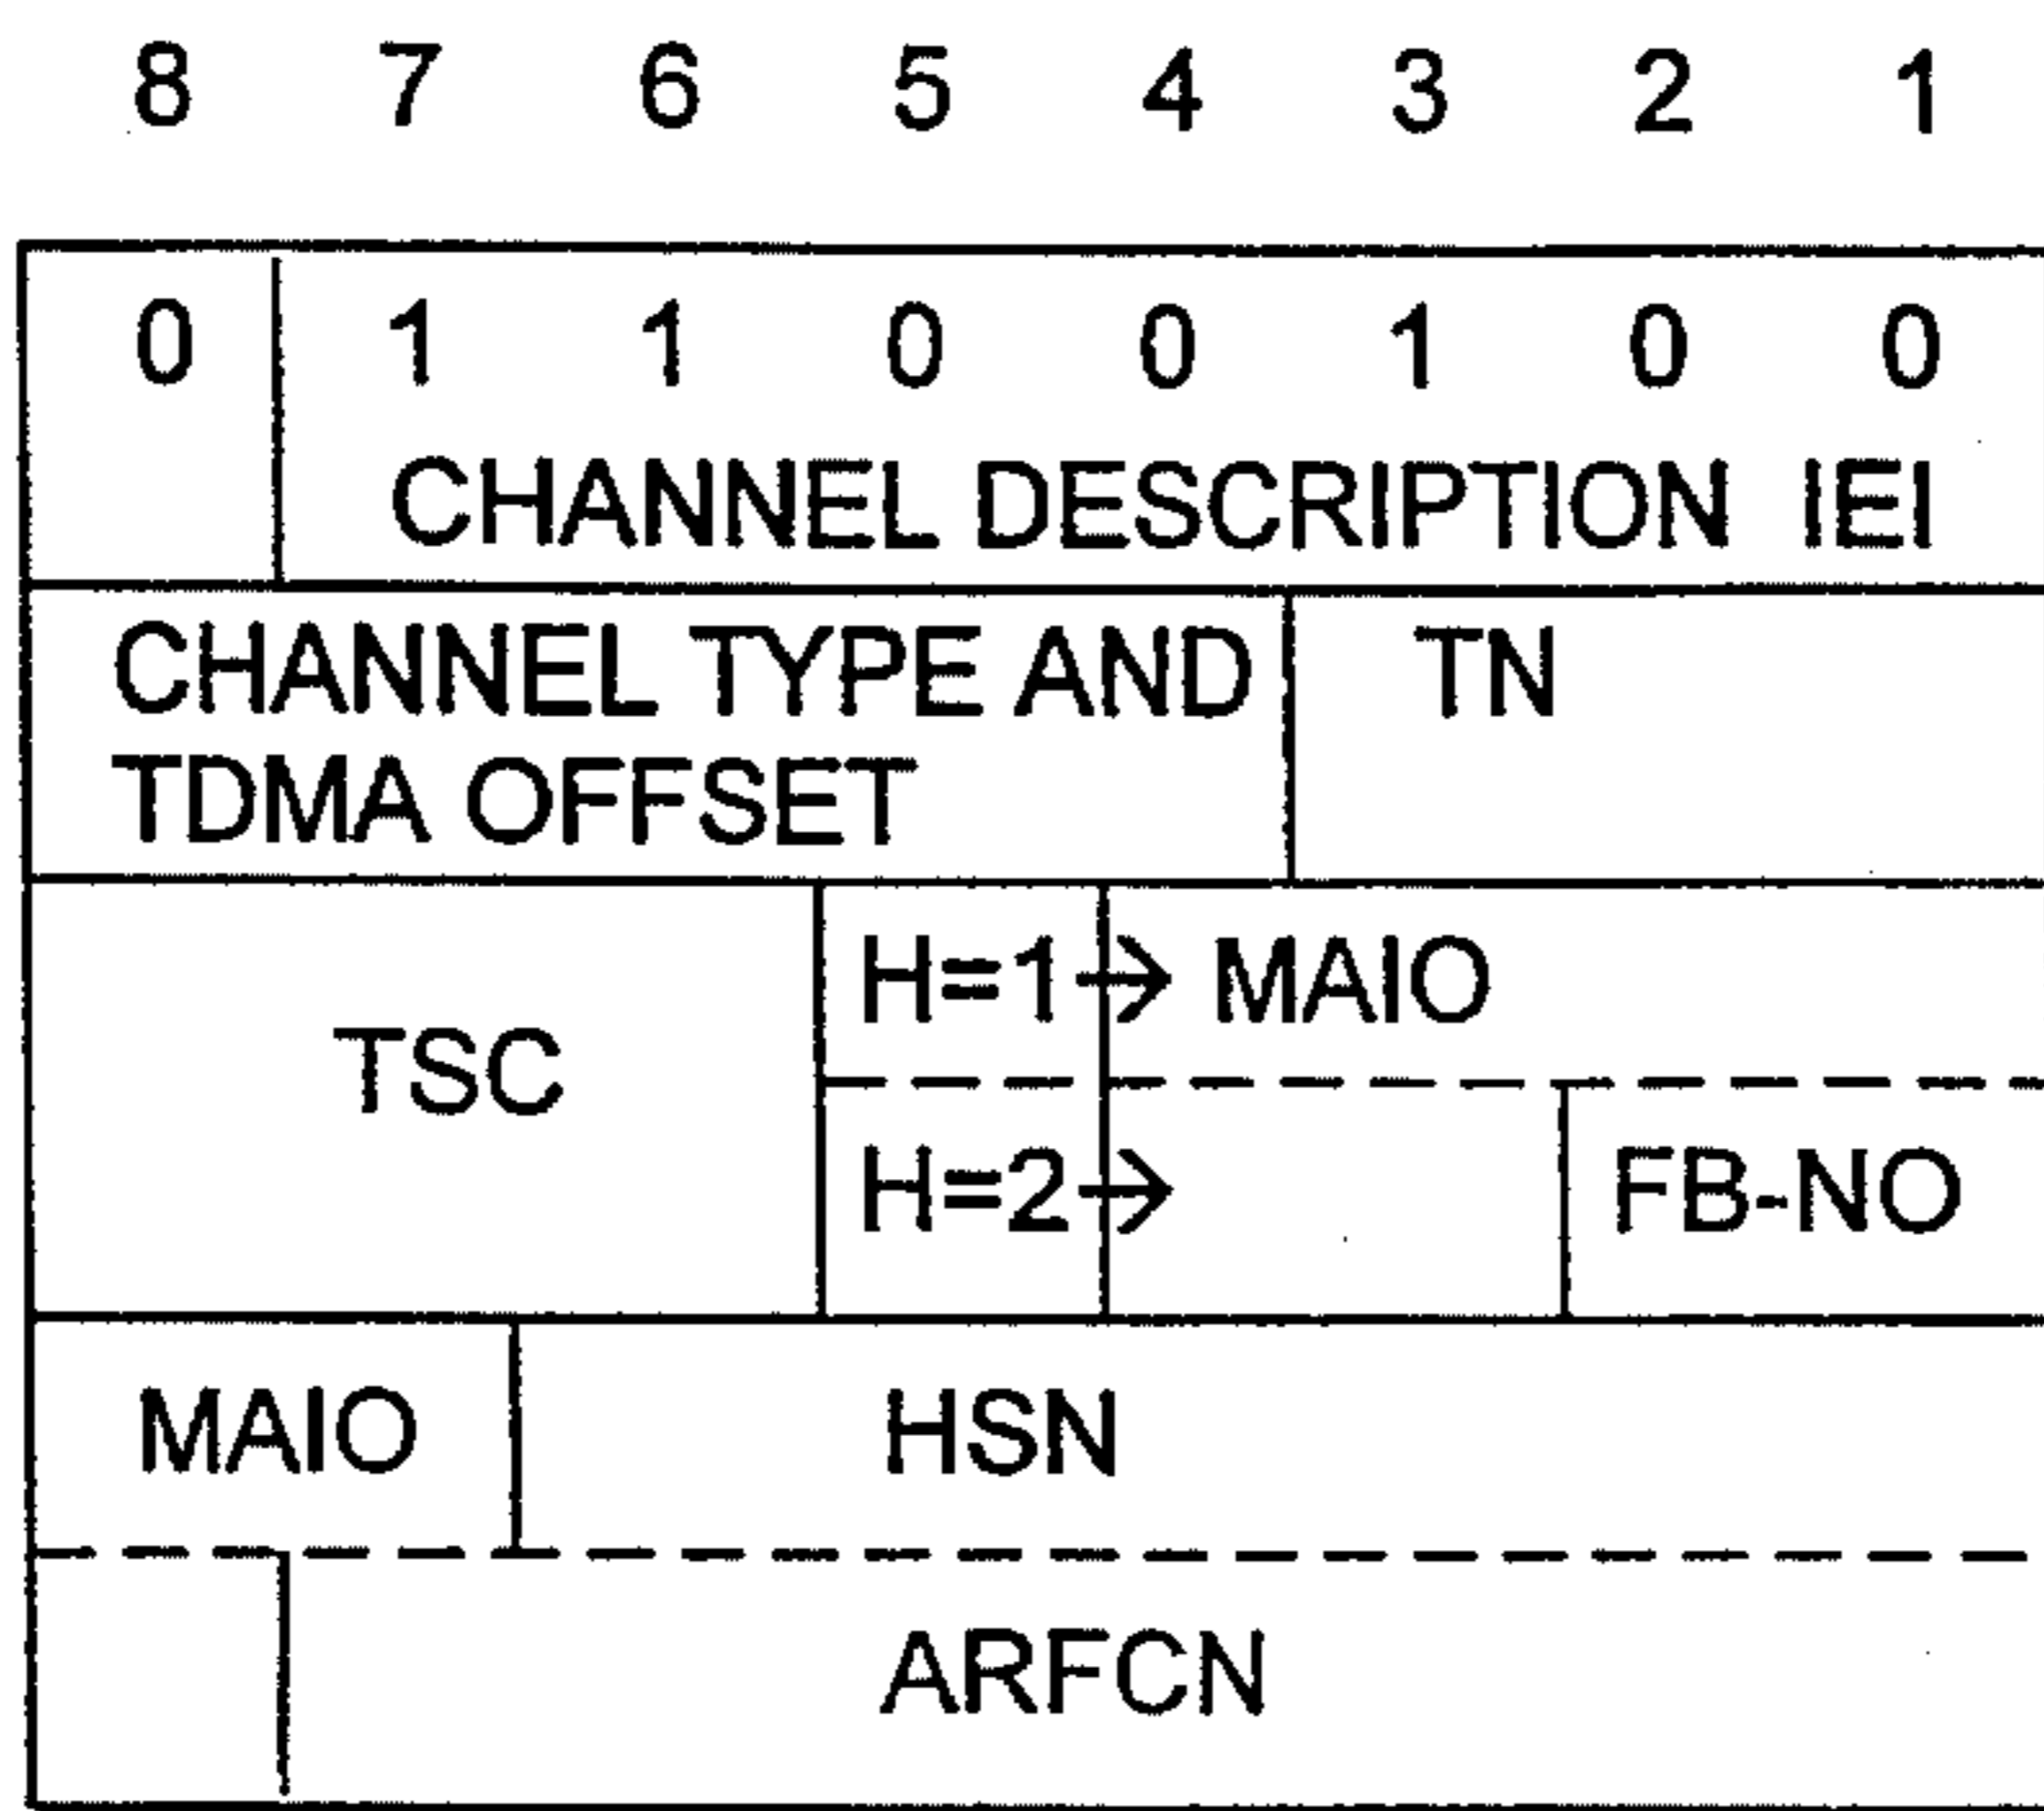 8 7 6 5 4 3 2 1
0 1 1 0 0 1 0 0
CHANNEL DESCRIPTION IEI
CHANNEL TYPE AND TN
TDMA OFFSET
H=1→ MAIO
TSC
H=2→ FB-NO
MAIO HSN
ARFCN